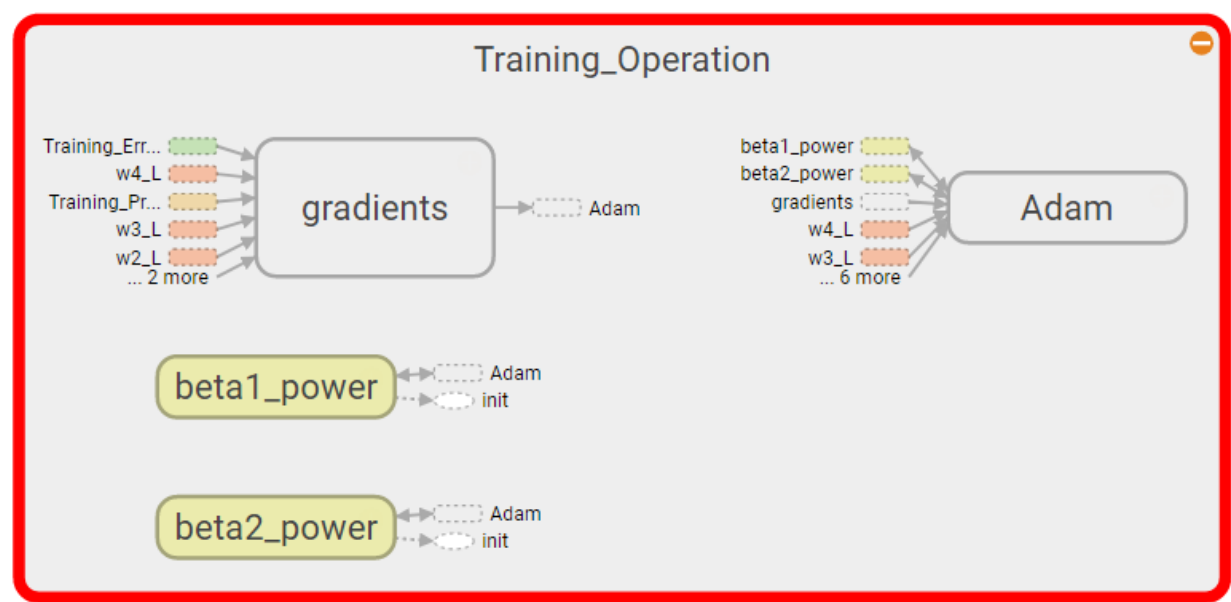 Training_Operation
Training_Err...
w4_L
Training_Pr...
w3_L
w2_L
... 2 more
gradients
Adam
beta1_power
beta2_power
gradients
w4_L
w3_L
... 6 more
Adam
beta1_power
Adam
init
beta2_power
Adam
init